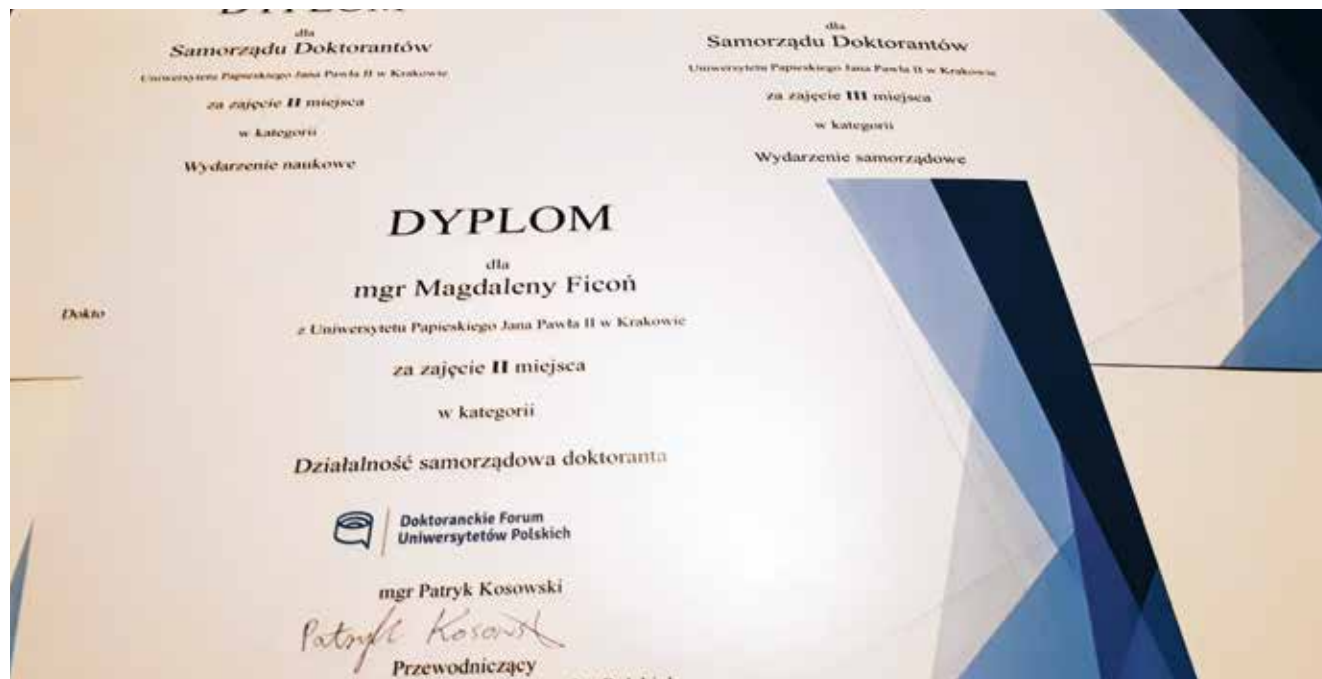 DYPLOM
dla
Samorządu Doktorantów
Uniwersytetu Papieskiego Jana Pawła II w Krakowie
za zajęcie II miejsca
w kategorii
Wydarzenie naukowe
dla
Samorządu Doktorantów
Uniwersytetu Papieskiego Jana Pawła II w Krakowie
za zajęcie III miejsca
w kategorii
Wydarzenie samorządowe
Dokto
DYPLOM
dla
mgr Magdaleny Ficoń
z Uniwersytetu Papieskiego Jana Pawła II w Krakowie
za zajęcie II miejsca
w kategorii
Działalność samorządowa doktoranta
Doktoranckie Forum
Uniwersytetów Polskich
mgr Patryk Kosowski
Patryk Kosowski
Przewodniczący